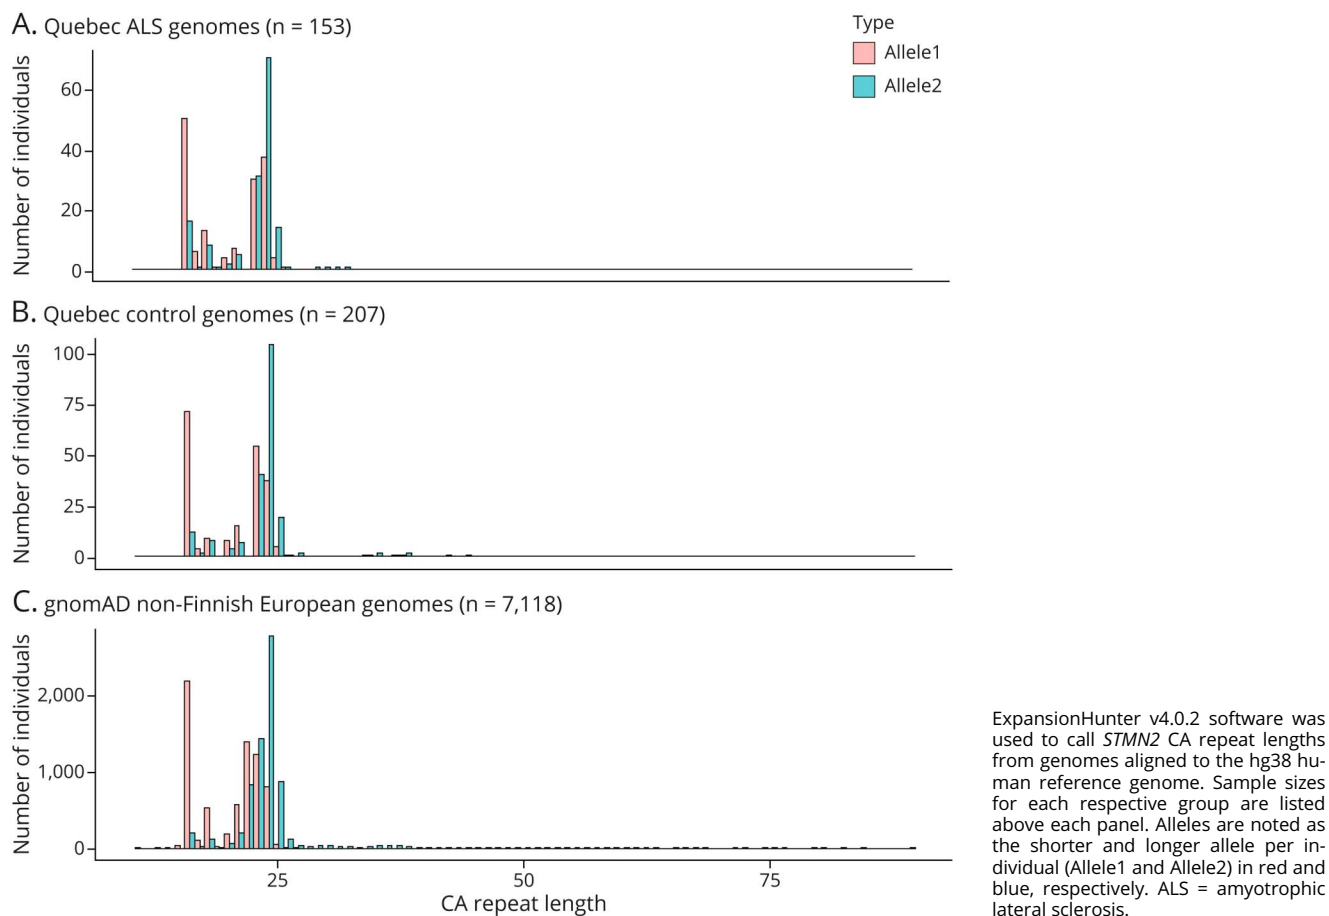 A. Quebec ALS genomes (n = 153)
Type
Allele1
Allele2
Number of individuals
60
40
20
0
B. Quebec control genomes (n = 207)
Number of individuals
100
75
50
25
0
C. gnomAD non-Finnish European genomes (n = 7,118)
Number of individuals
2,000
1,000
0
25
50
75
CA repeat length
ExpansionHunter v4.0.2 software was
used to call STMN2 CA repeat lengths
from genomes aligned to the hg38 hu-
man reference genome. Sample sizes
for each respective group are listed
above each panel. Alleles are noted as
the shorter and longer allele per in-
dividual (Allele1 and Allele2) in red and
blue, respectively. ALS = amyotrophic
lateral sclerosis.